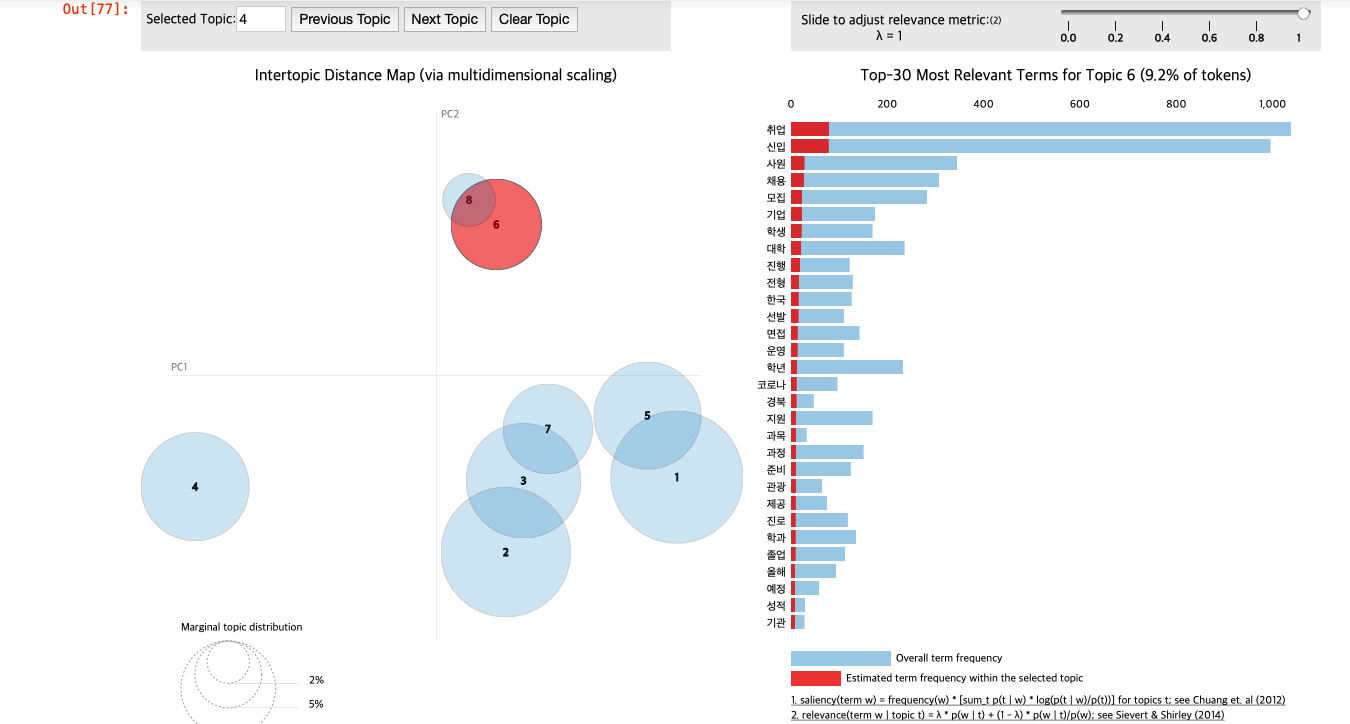 Out[77]:
Selected Topic: 4 Previous Topic Next Topic Clear Topic
Slide to adjust relevance metric:(2)
λ = 1
0.0 0.2 0.4 0.6 0.8 1
Intertopic Distance Map (via multidimensional scaling)
PC2
PC1
8
6
5
7
1
3
4
2
Marginal topic distribution
2%
5%
Top-30 Most Relevant Terms for Topic 6 (9.2% of tokens)
0 200 400 600 800 1,000
취업
신입
사원
채용
모집
기업
학생
대학
진행
전형
한국
선발
면접
운영
학년
코로나
경북
지원
과목
과정
준비
관광
제공
진로
학과
졸업
올해
예정
성적
기관
Overall term frequency
Estimated term frequency within the selected topic
1. saliency(term w) = frequency(w) * [sum_t p(t | w) * log(p(t | w)/p(t))] for topics t; see Chuang et. al (2012)
2. relevance(term w | topic t) = λ * p(w | t) + (1 - λ) * p(w | t)/p(w); see Sievert & Shirley (2014)